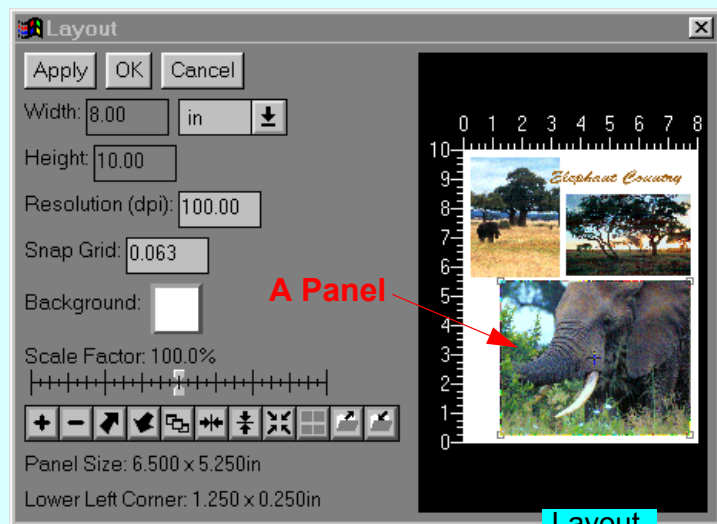 Layout
Apply OK Cancel
Width: 8.00 in
Height: 10.00
Resolution (dpi): 100.00
Snap Grid: 0.063
Background:
Scale Factor: 100.0%
Panel Size: 6.500 x 5.250in
Lower Left Corner: 1.250 x 0.250in
A Panel
0 1 2 3 4 5 6 7 8
10
9
8
7
6
5
4
3
2
1
0
Elephant Country
Layout